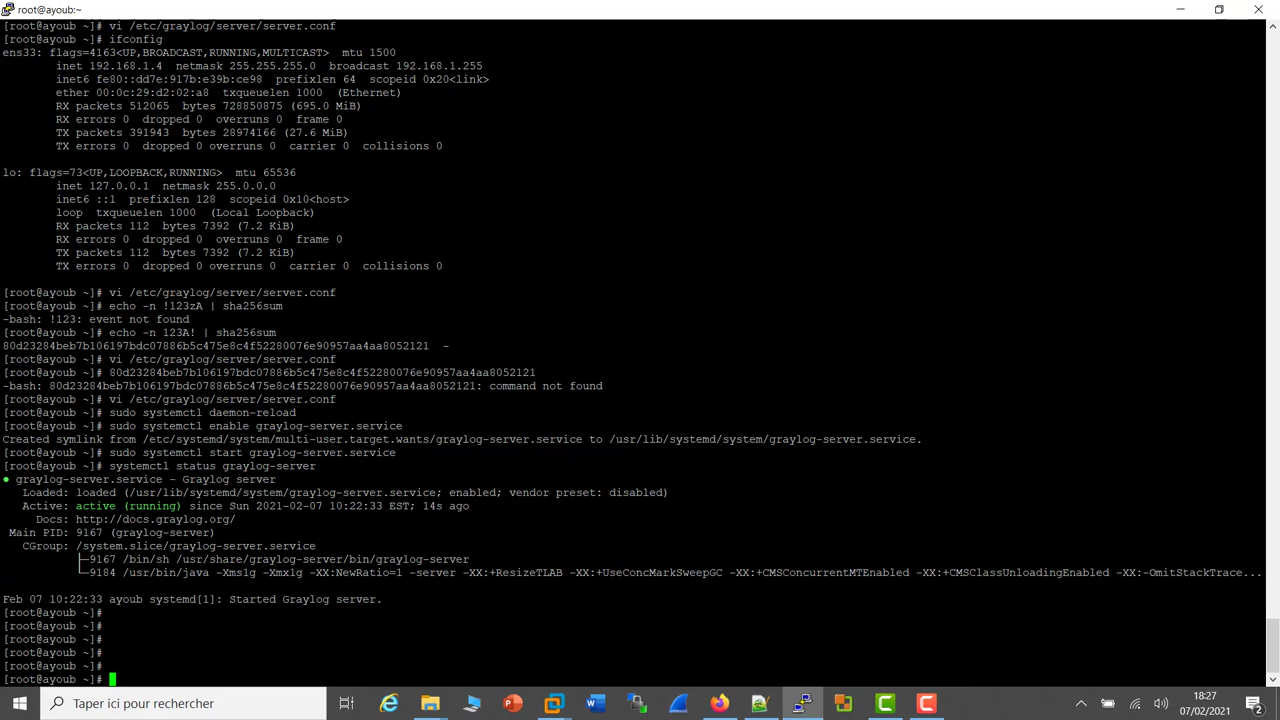 root@ayoub:~
[root@ayoub ~]# vi /etc/graylog/server/server.conf
[root@ayoub ~]# ifconfig
ens33: flags=4163<UP,BROADCAST,RUNNING,MULTICAST>  mtu 1500
        inet 192.168.1.4  netmask 255.255.255.0  broadcast 192.168.1.255
        inet6 fe80::dd7e:917b:e39b:ce98  prefixlen 64  scopeid 0x20<link>
        ether 00:0c:29:d2:02:a8  txqueuelen 1000  (Ethernet)
        RX packets 512065  bytes 728850875 (695.0 MiB)
        RX errors 0  dropped 0  overruns 0  frame 0
        TX packets 391943  bytes 28974166 (27.6 MiB)
        TX errors 0  dropped 0 overruns 0  carrier 0  collisions 0
lo: flags=73<UP,LOOPBACK,RUNNING>  mtu 65536
        inet 127.0.0.1  netmask 255.0.0.0
        inet6 ::1  prefixlen 128  scopeid 0x10<host>
        loop  txqueuelen 1000  (Local Loopback)
        RX packets 112  bytes 7392 (7.2 KiB)
        RX errors 0  dropped 0  overruns 0  frame 0
        TX packets 112  bytes 7392 (7.2 KiB)
        TX errors 0  dropped 0 overruns 0  carrier 0  collisions 0
[root@ayoub ~]# vi /etc/graylog/server/server.conf
[root@ayoub ~]# echo -n !123zA | sha256sum
-bash: !123: event not found
[root@ayoub ~]# echo -n 123A! | sha256sum
80d23284beb7b106197bdc07886b5c475e8c4f52280076e90957aa4aa8052121  -
[root@ayoub ~]# vi /etc/graylog/server/server.conf
[root@ayoub ~]# 80d23284beb7b106197bdc07886b5c475e8c4f52280076e90957aa4aa8052121
-bash: 80d23284beb7b106197bdc07886b5c475e8c4f52280076e90957aa4aa8052121: command not found
[root@ayoub ~]# vi /etc/graylog/server/server.conf
[root@ayoub ~]# sudo systemctl daemon-reload
[root@ayoub ~]# sudo systemctl enable graylog-server.service
Created symlink from /etc/systemd/system/multi-user.target.wants/graylog-server.service to /usr/lib/systemd/system/graylog-server.service.
[root@ayoub ~]# sudo systemctl start graylog-server.service
[root@ayoub ~]# systemctl status graylog-server
● graylog-server.service - Graylog server
   Loaded: loaded (/usr/lib/systemd/system/graylog-server.service; enabled; vendor preset: disabled)
   Active: active (running) since Sun 2021-02-07 10:22:33 EST; 14s ago
     Docs: http://docs.graylog.org/
 Main PID: 9167 (graylog-server)
   CGroup: /system.slice/graylog-server.service
           ├─9167 /bin/sh /usr/share/graylog-server/bin/graylog-server
           └─9184 /usr/bin/java -Xms1g -Xmx1g -XX:NewRatio=1 -server -XX:+ResizeTLAB -XX:+UseConcMarkSweepGC -XX:+CMSConcurrentMTEnabled -XX:+CMSClassUnloadingEnabled -XX:-OmitStackTrace...
Feb 07 10:22:33 ayoub systemd[1]: Started Graylog server.
[root@ayoub ~]#
[root@ayoub ~]#
[root@ayoub ~]#
[root@ayoub ~]#
[root@ayoub ~]#
[root@ayoub ~]#
Taper ici pour rechercher
18:27
07/02/2021
2